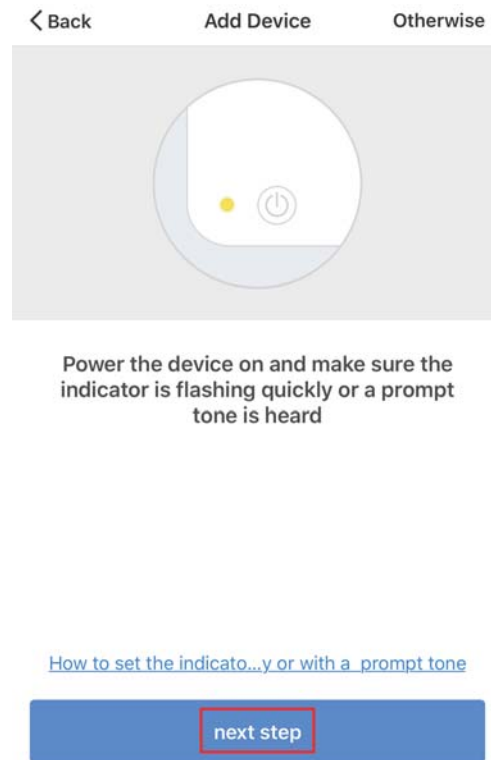 Back Add Device Otherwise
Power the device on and make sure the
indicator is flashing quickly or a prompt
tone is heard
How to set the indicato...y or with a prompt tone
next step